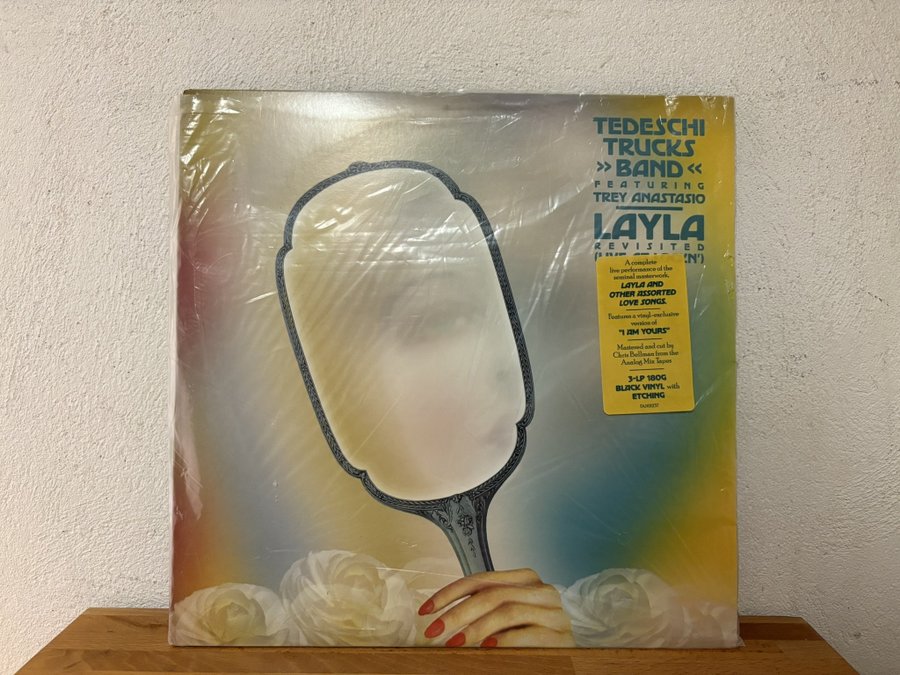 TEDESCHI
TRUCKS
»BAND«
FEATURING
TREY ANASTASIO
LAYLA
REVISITED
A complete
live performance of the
seminal masterwork,
LAYLA AND
OTHER ASSORTED
LOVE SONGS.
Features a vinyl-exclusive
version of
"I AM YOURS"
Mastered and cut by
Chris Bellman from the
Analog Mix Tapes
3-LP 180G
BLACK VINYL with
ETCHING